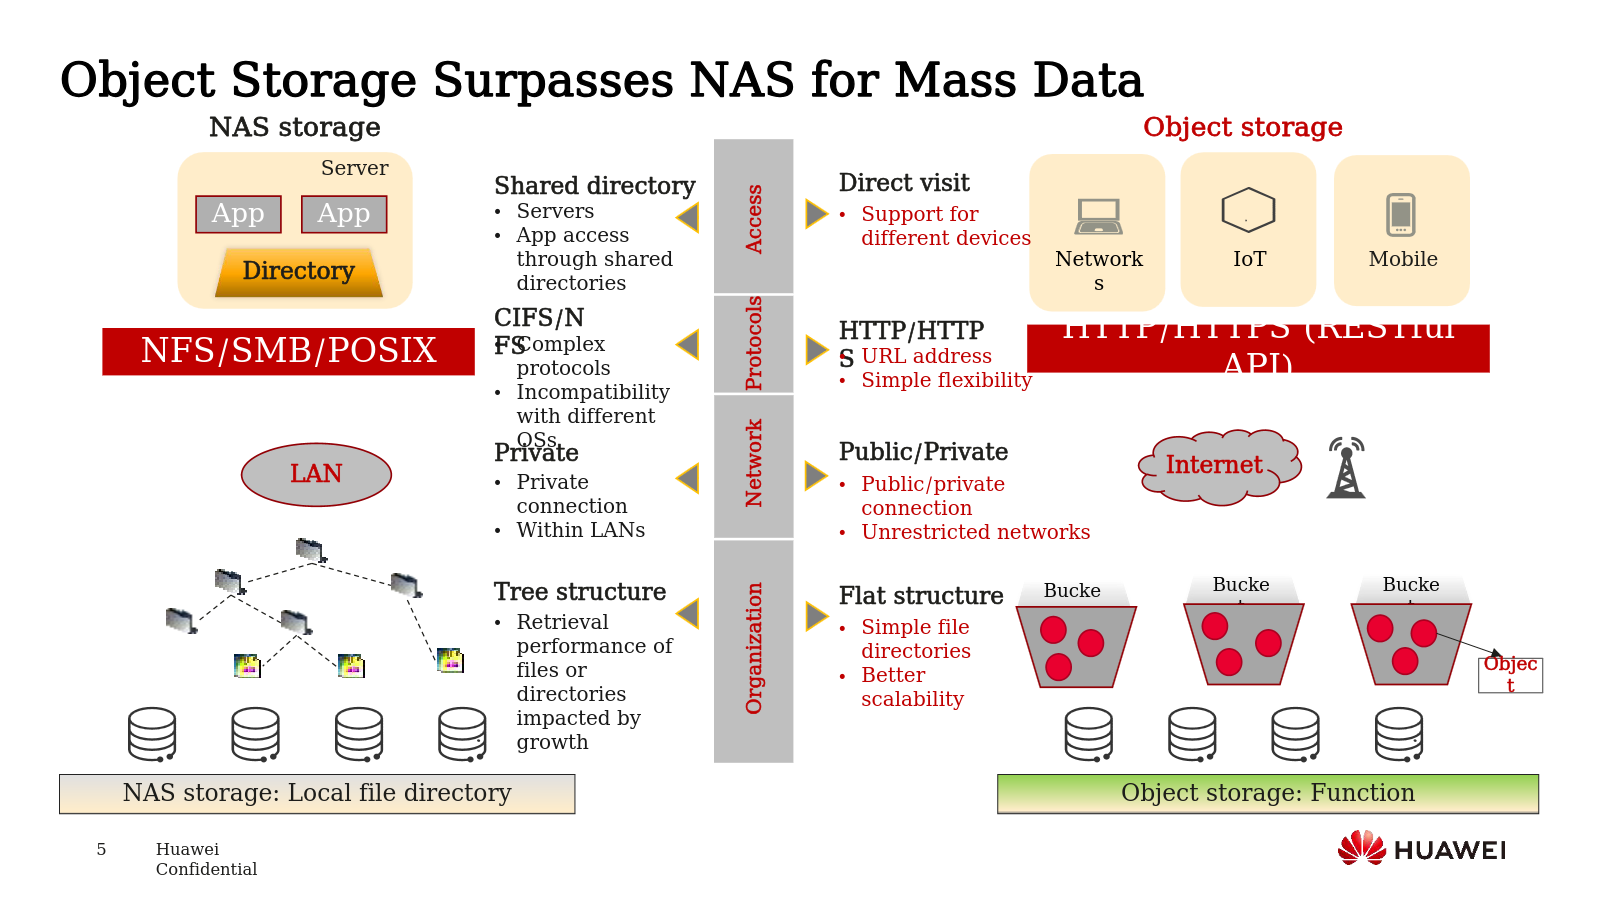 Object Storage Surpasses NAS for Mass Data
NAS storage
Server
App
App
Directory
NFS/SMB/POSIX
LAN
NAS storage: Local file directory
Shared directory
• Servers
• App access
through shared
directories
CIFS/N
FS
• Complex
protocols
• Incompatibility
with different
OSs
Private
• Private
connection
• Within LANs
Tree structure
• Retrieval
performance of
files or
directories
impacted by
growth
Access
Protocols
Network
Organization
Direct visit
• Support for
different devices
HTTP/HTTP
S
• URL address
• Simple flexibility
Public/Private
• Public/private
connection
• Unrestricted networks
Flat structure
• Simple file
directories
• Better
scalability
Object storage
Network
s
IoT
Mobile
HTTP/HTTPS (RESTful
API)
Internet
Bucke
Bucke
Bucke
Objec
t
Object storage: Function
5
Huawei
Confidential
HUAWEI